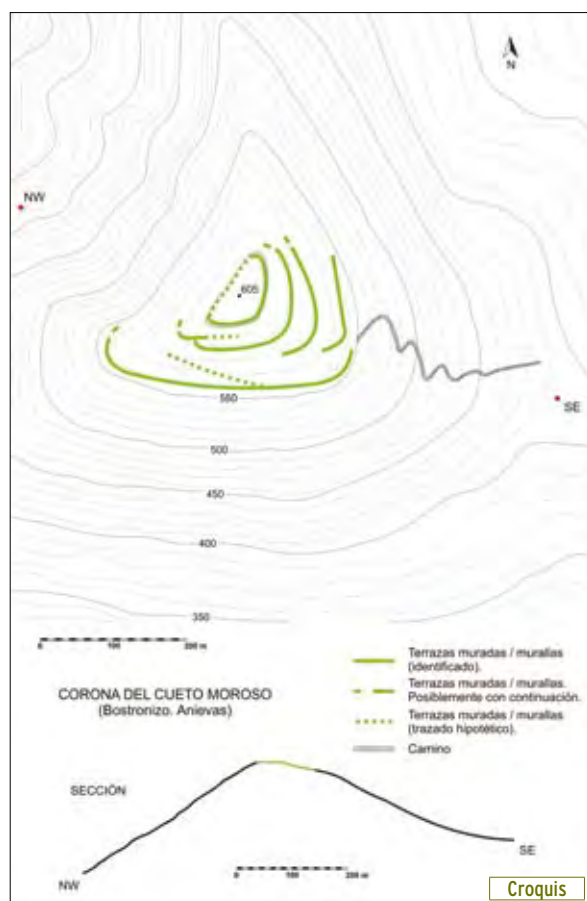 N
NW
605
SE
550
500
450
400
350
0 100 200 m
Terrazas muradas / murallas
(identificado).
Terrazas muradas / murallas.
Posiblemente con continuación.
Terrazas muradas / murallas
(trazado hipotético).
Camino
CORONA DEL CUETO MOROSO
(Bostronizo. Anievas)
SECCIÓN
NW
SE
0 100 200 m
Croquis